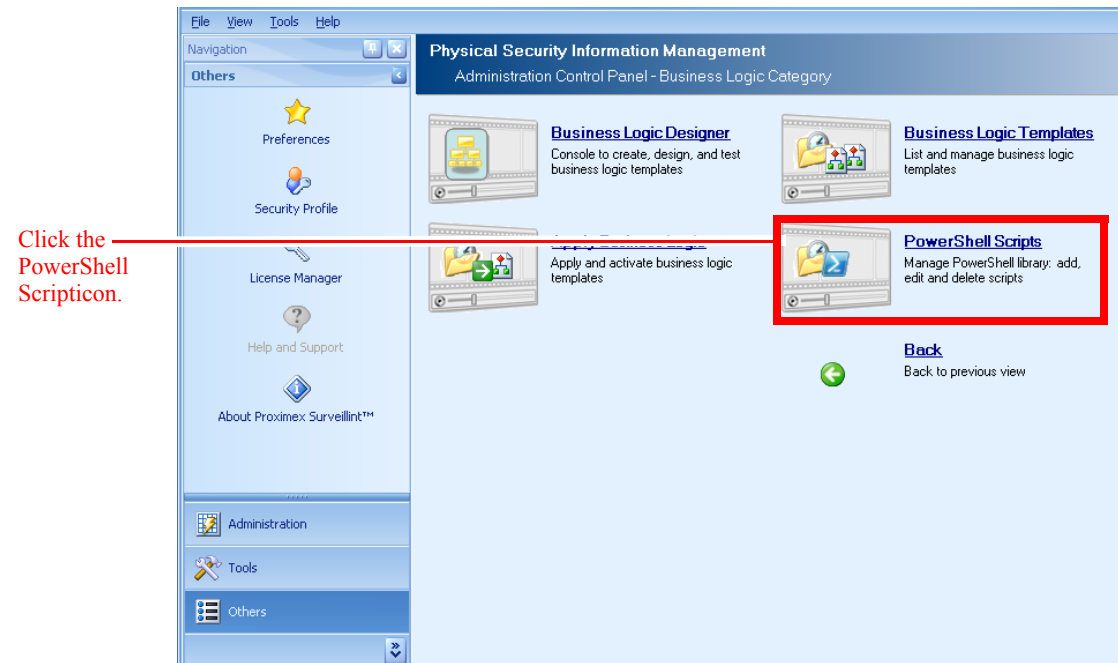 File View Tools Help
Navigation
Others
Preferences
Security Profile
License Manager
Help and Support
About Proximex Surveillint™
Administration
Tools
Others
Physical Security Information Management
Administration Control Panel - Business Logic Category
Business Logic Designer
Console to create, design, and test
business logic templates
Business Logic Templates
List and manage business logic
templates
Apply Business Logic
Apply and activate business logic
templates
PowerShell Scripts
Manage PowerShell library: add,
edit and delete scripts
Back
Back to previous view
Click the
PowerShell
Scripticon.